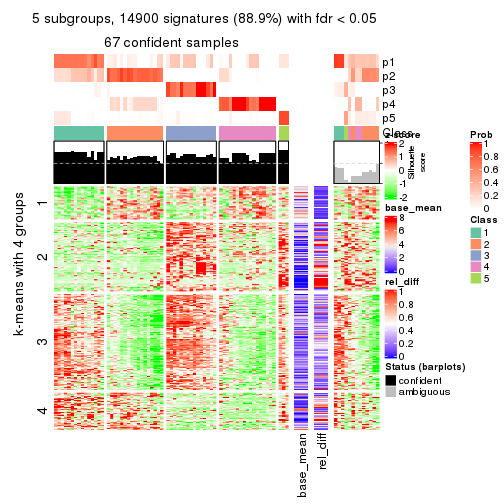 5 subgroups, 14900 signatures (88.9%) with fdr < 0.05
67 confident samples
p1
p2
p3
p4
p5
Class
z-score
2
1
0
-1
-2
Silhouette
score
base_mean
8
6
4
2
0
rel_diff
1
0.8
0.6
0.4
0.2
0
Status (barplots)
confident
ambiguous
Prob
1
0.8
0.6
0.4
0.2
0
Class
1
2
3
4
5
k-means with 4 groups
1
2
3
4
base_mean
rel_diff